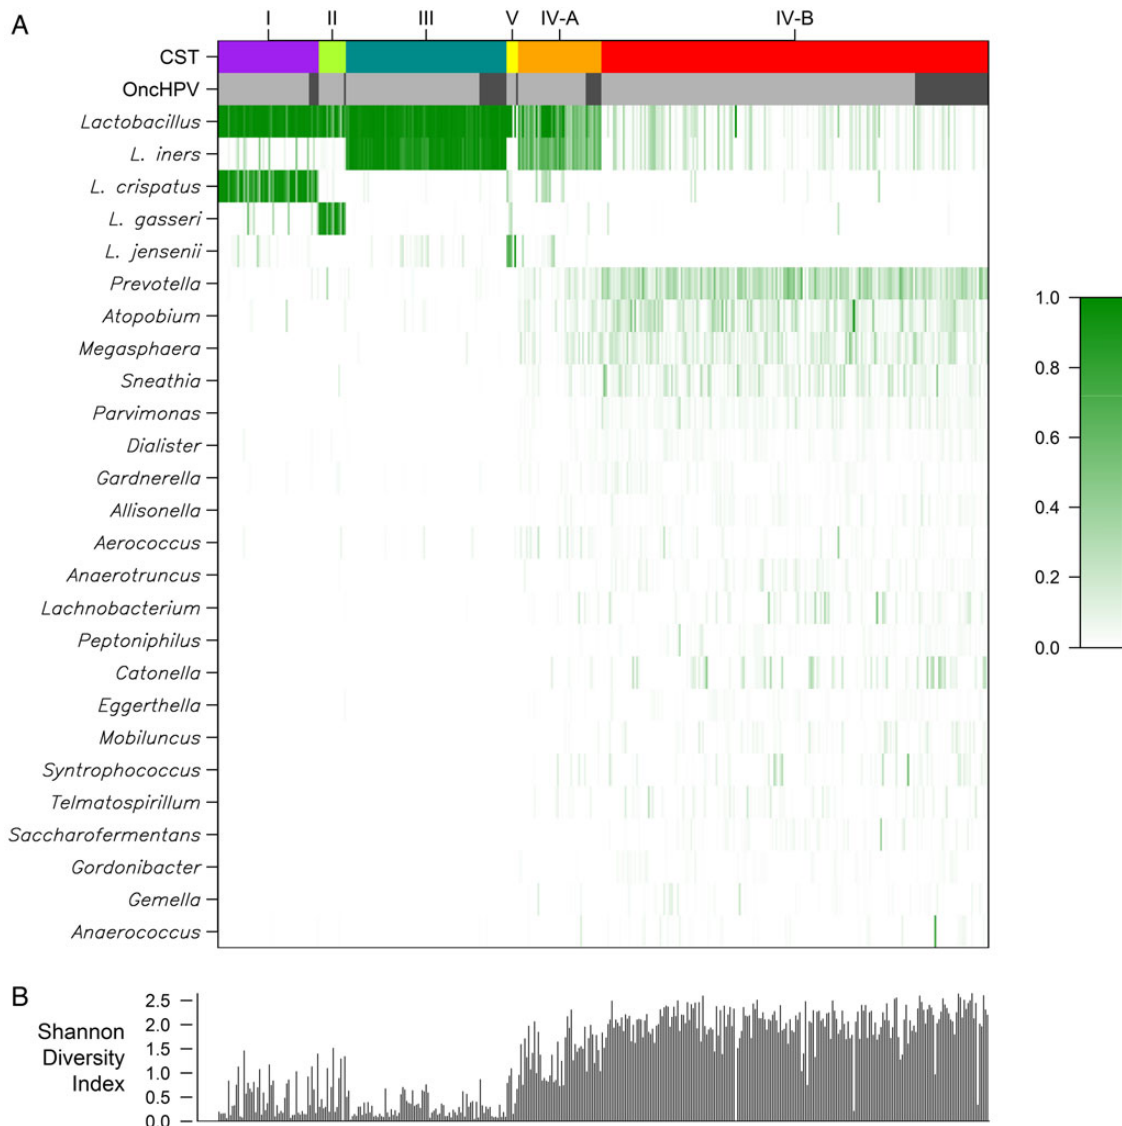 A
I II III V IV-A IV-B
CST
OncHPV
Lactobacillus
L. iners
L. crispatus
L. gasseri
L. jensenii
Prevotella
Atopobium
Megasphaera
Sneathia
Parvimonas
Dialister
Gardnerella
Allisonella
Aerococcus
Anaerotruncus
Lachnobacterium
Peptoniphilus
Catonella
Eggerthella
Mobiluncus
Syntrophococcus
Telmatospirillum
Saccharofermentans
Gordonibacter
Gemella
Anaerococcus
1.0
0.8
0.6
0.4
0.2
0.0
B
Shannon
Diversity
Index
2.5
2.0
1.5
1.0
0.5
0.0